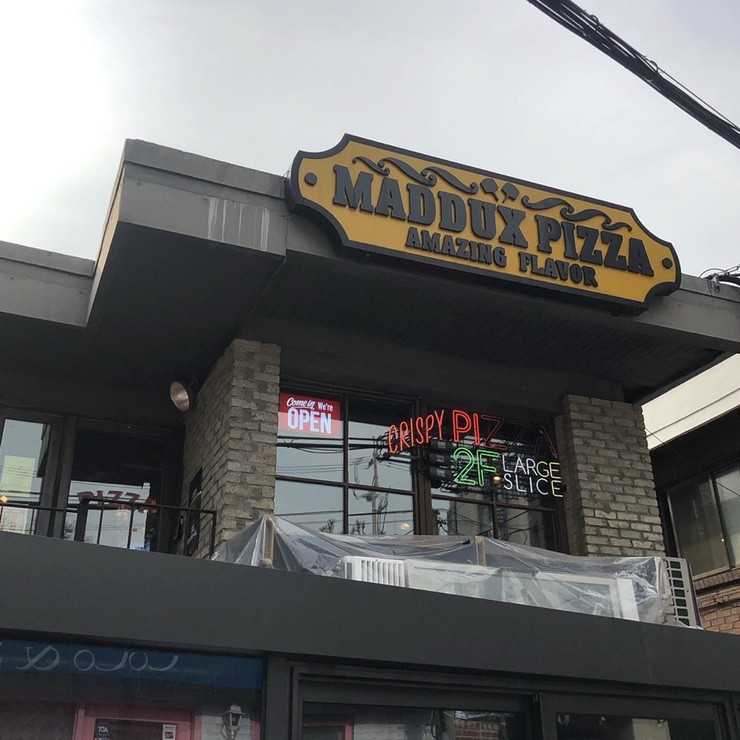 MADDUX PIZZA
AMAZING FLAVOR
Come in, We're
OPEN
CRISPY PIZZA
2F LARGE
SLICE
PIZZA